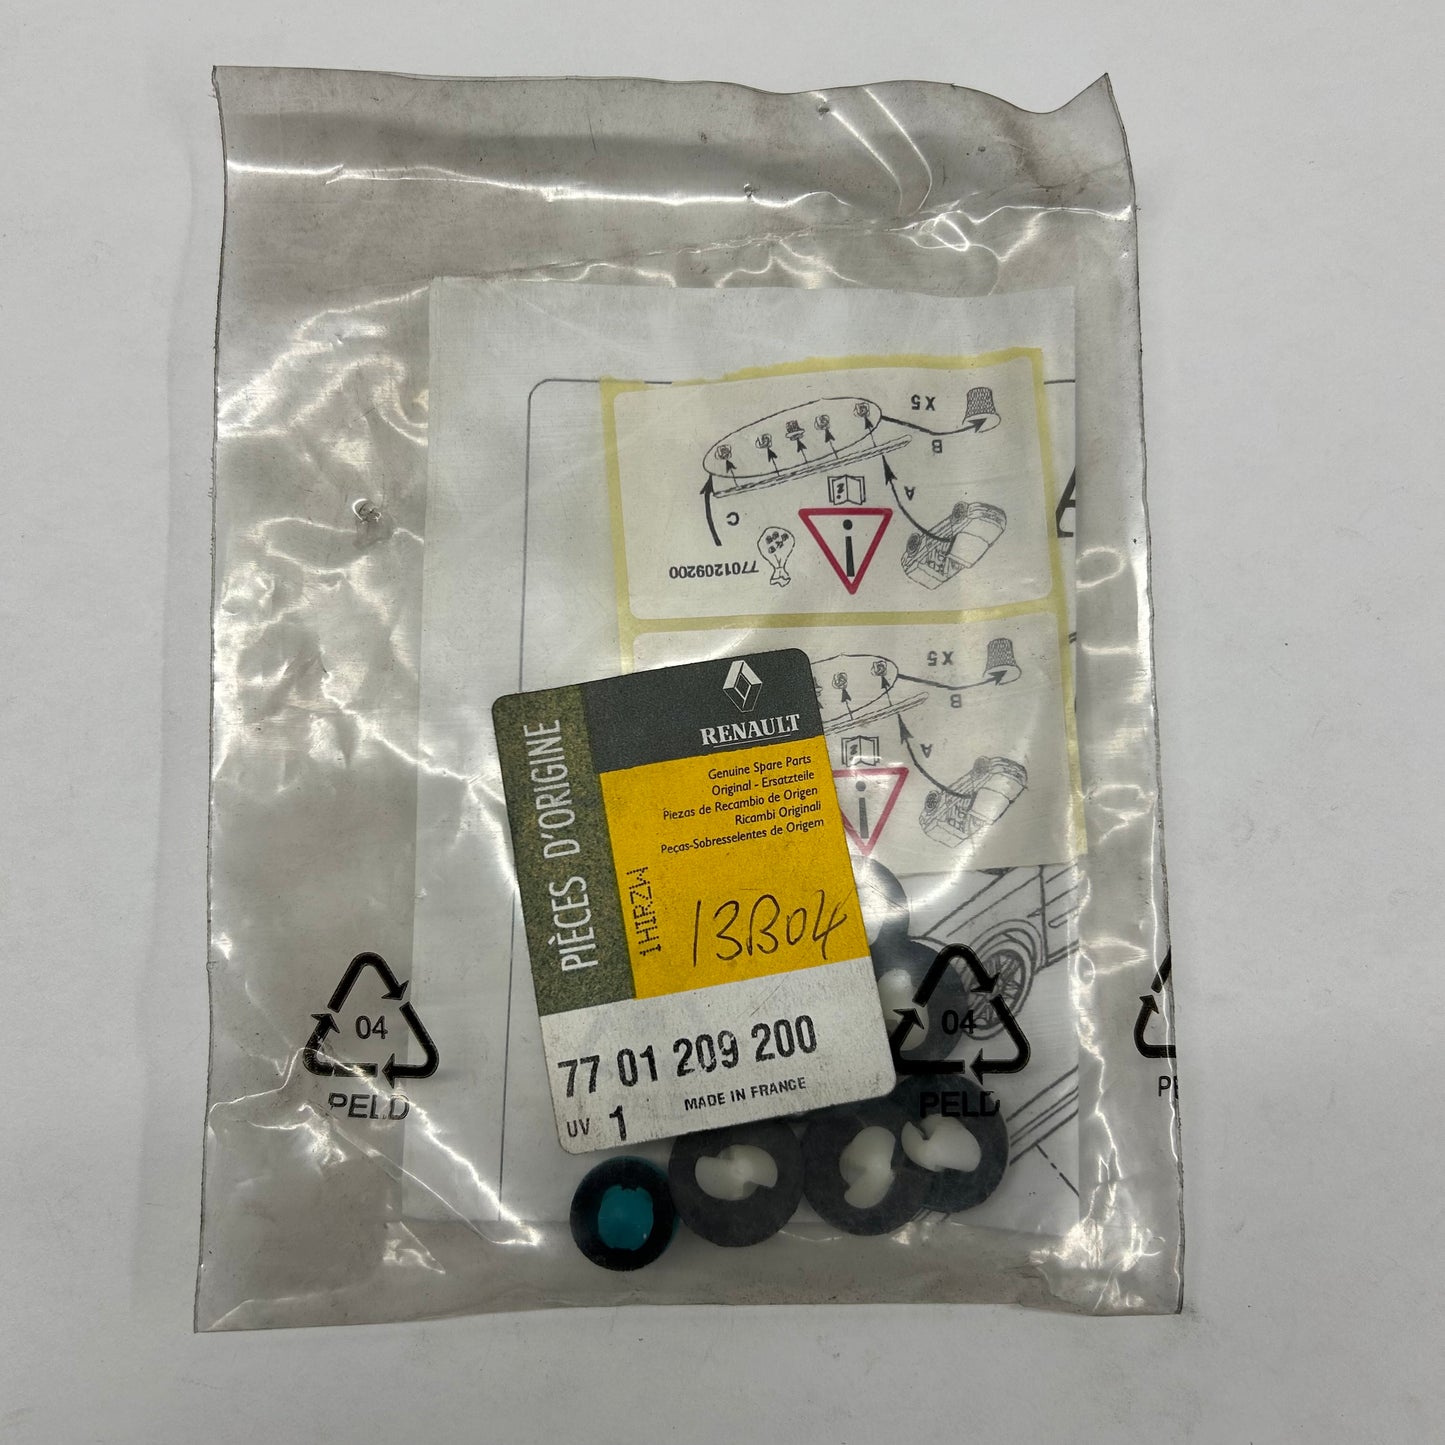 X5
B
A
C
7701209200
i
X5
B
A
i
RENAULT
PIÈCES D'ORIGINE
Genuine Spare Parts
Original - Ersatzteile
Piezas de Recambio de Origen
Ricambi Originali
Peças-Sobresselentes de Origem
1HIRZW
13B04
77 01 209 200
UV 1 MADE IN FRANCE
04
PELD
04
PELD